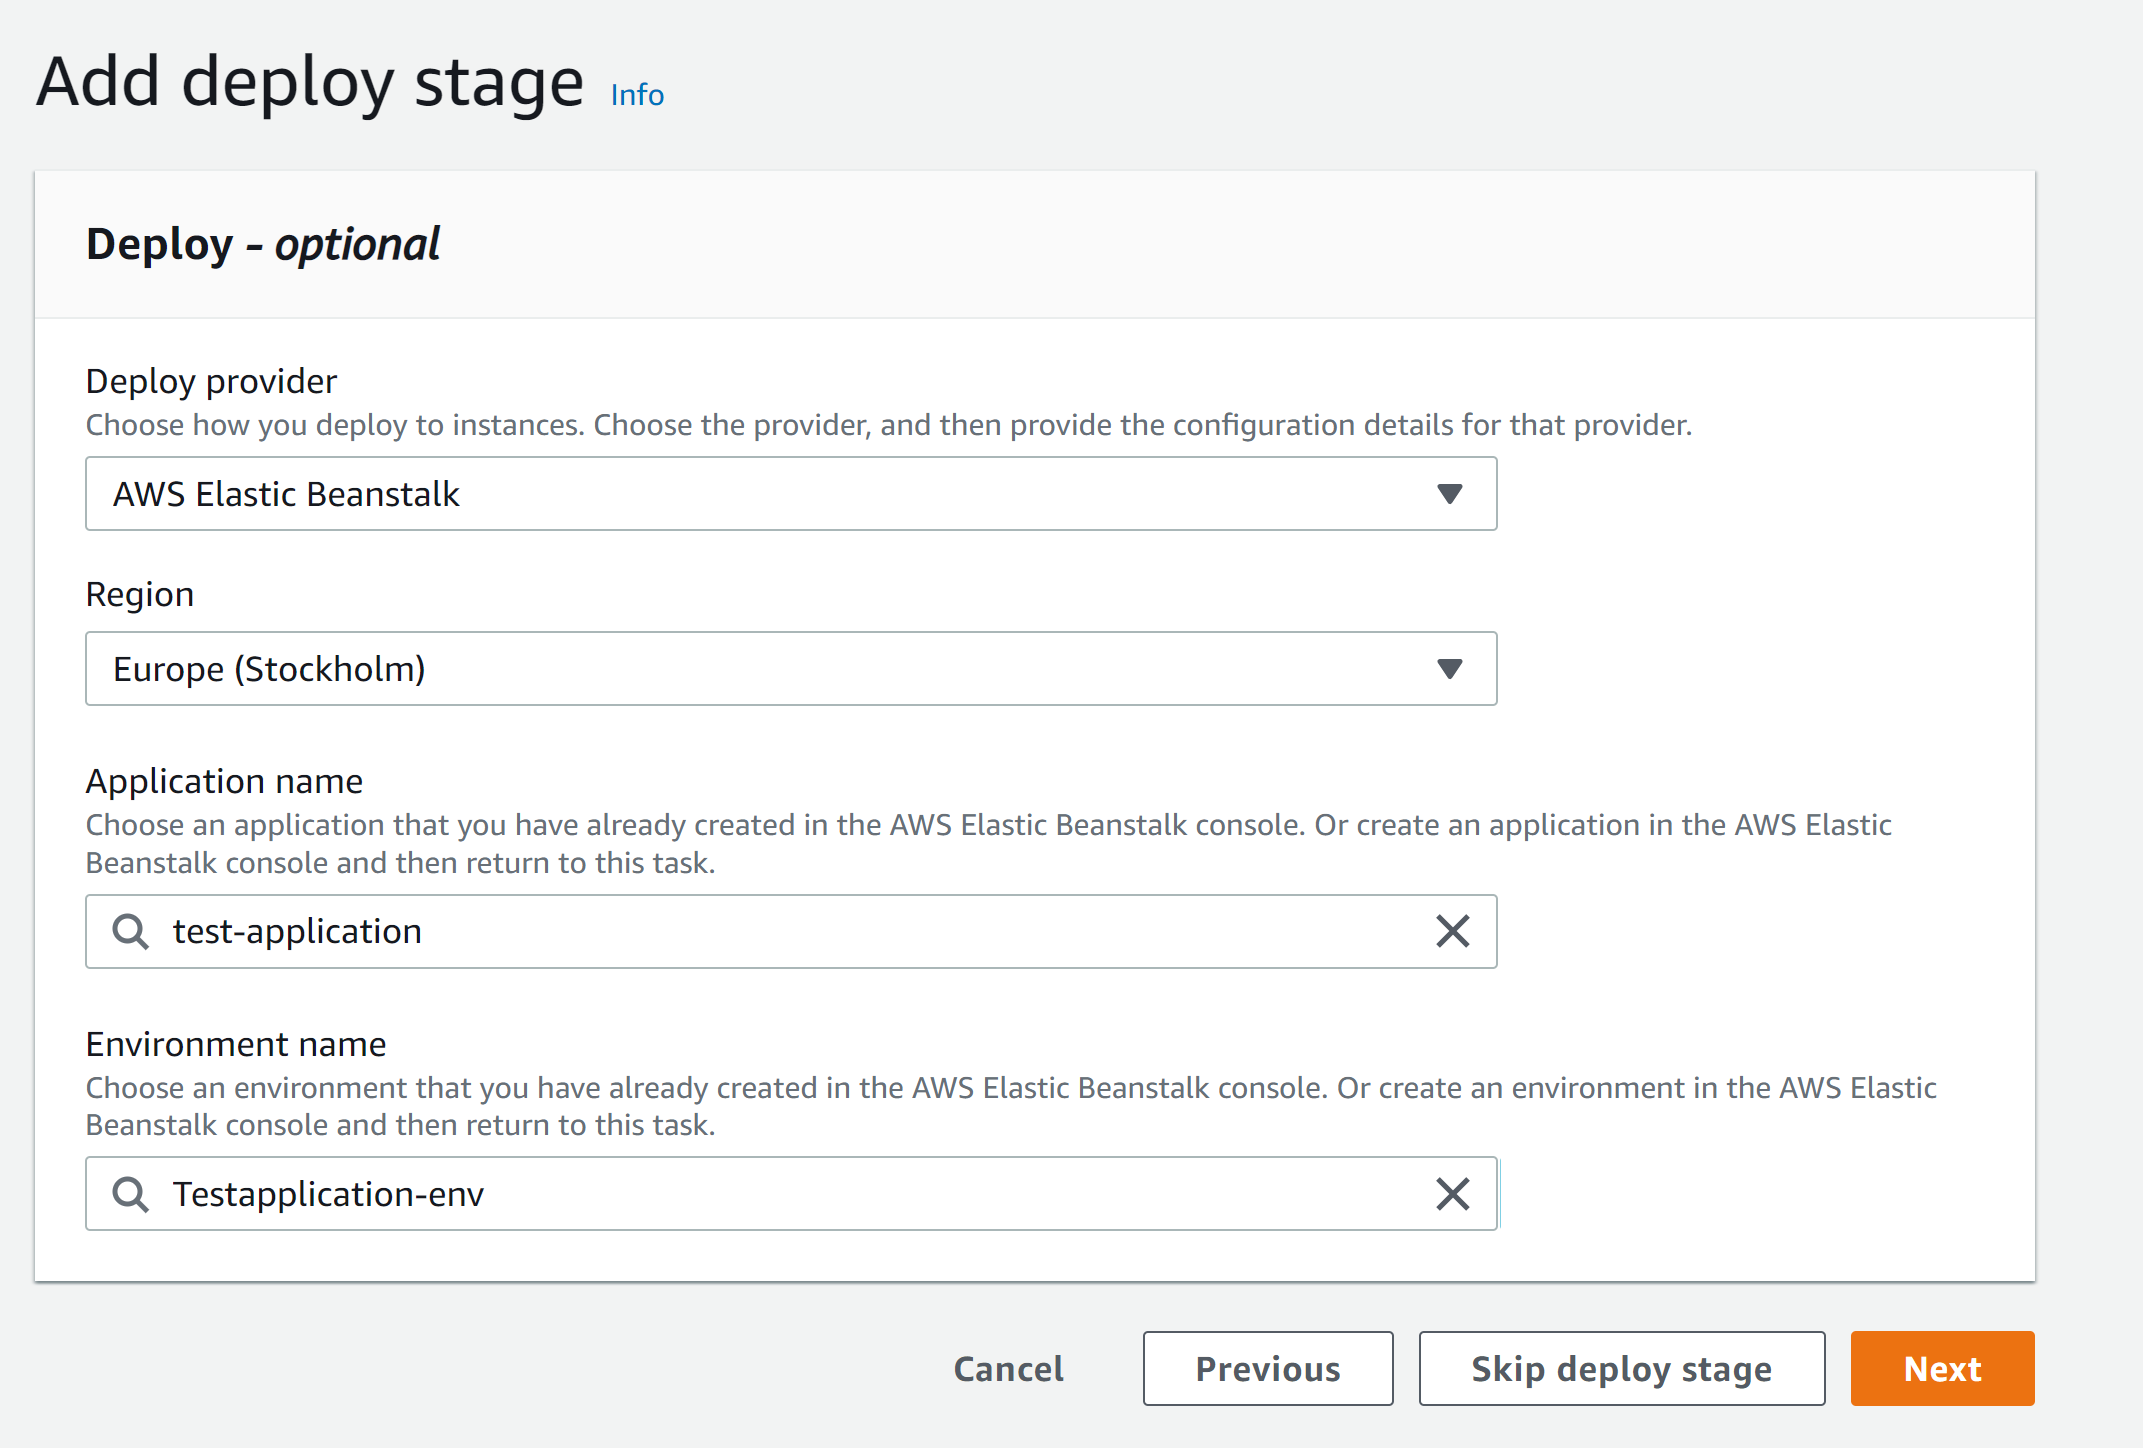 Add deploy stage Info
Deploy - optional
Deploy provider
Choose how you deploy to instances. Choose the provider, and then provide the configuration details for that provider.
AWS Elastic Beanstalk
Region
Europe (Stockholm)
Application name
Choose an application that you have already created in the AWS Elastic Beanstalk console. Or create an application in the AWS Elastic
Beanstalk console and then return to this task.
test-application
Environment name
Choose an environment that you have already created in the AWS Elastic Beanstalk console. Or create an environment in the AWS Elastic
Beanstalk console and then return to this task.
Testapplication-env
Cancel Previous Skip deploy stage Next